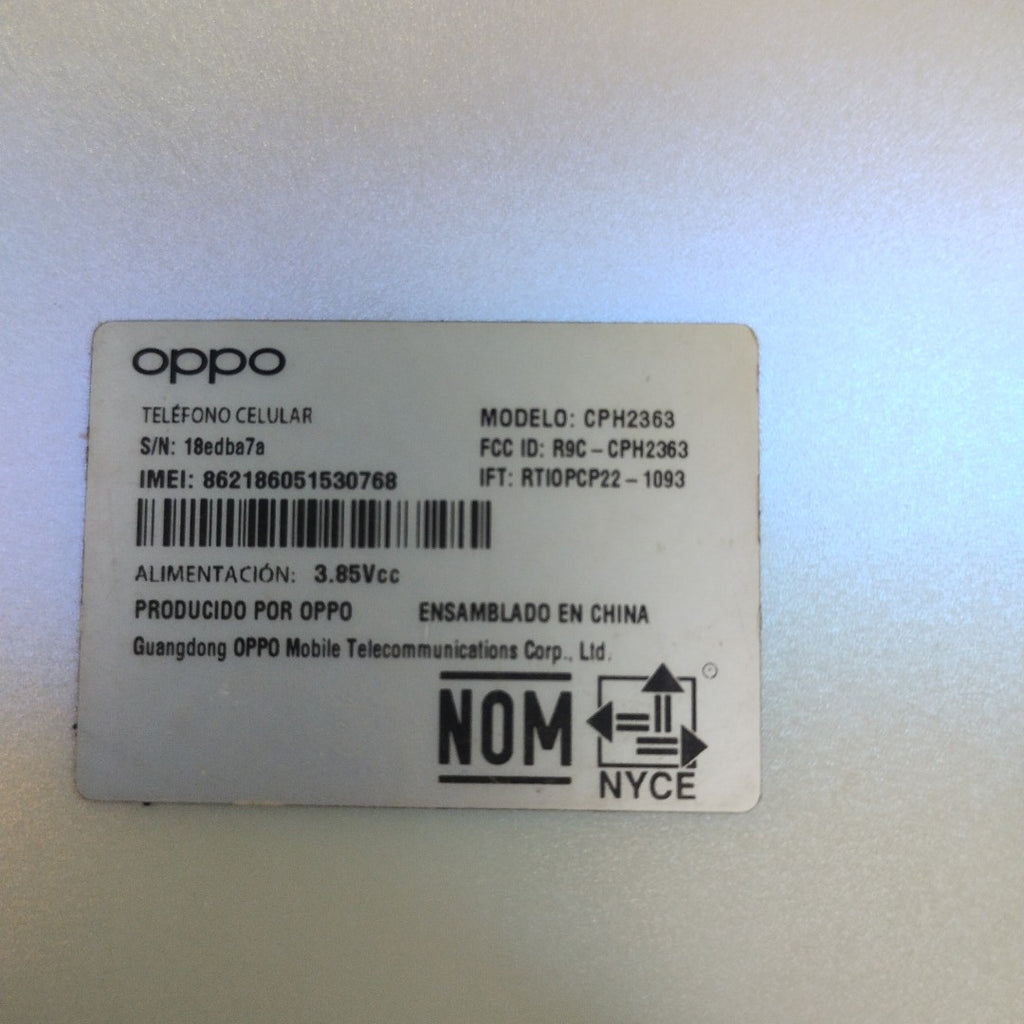 oppo
TELÉFONO CELULAR
S/N: 18edba7a
IMEI: 862186051530768
MODELO: CPH2363
FCC ID: R9C-CPH2363
IFT: RTIOPCP22-1093
ALIMENTACIÓN: 3.85Vcc
PRODUCIDO POR OPPO ENSAMBLADO EN CHINA
Guangdong OPPO Mobile Telecommunications Corp., Ltd.
NOM
NYCE